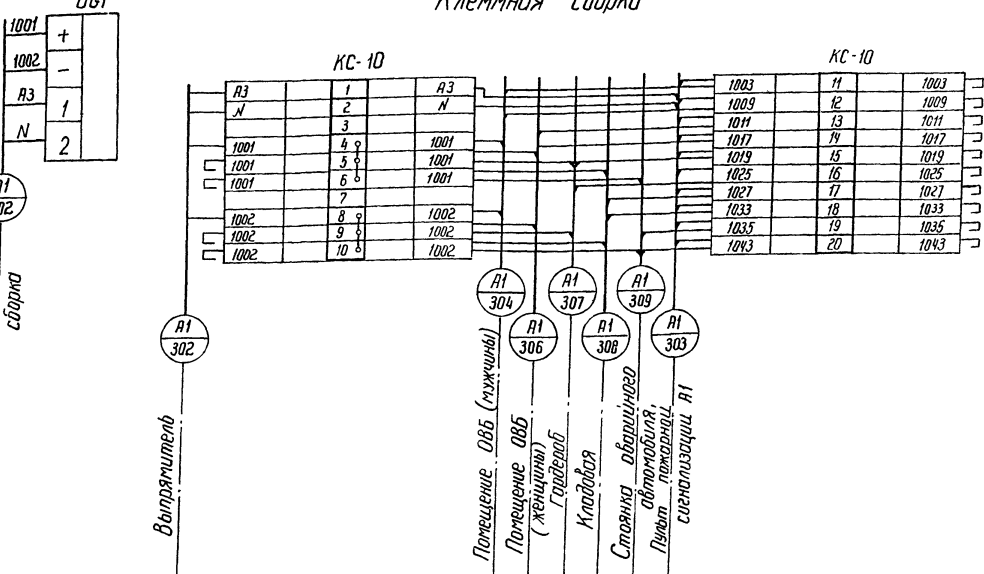 Клеммная сборка
1001 +
1002 -
А3 1
N 2
сборка
КС-10
А3 1 А3
N 2 N
3
1001 4 1001
1001 5 1001
1001 6 1001
7
1002 8 1002
1002 9 1002
1002 10 1002
КС-10
1003 11 1003
1009 12 1009
1011 13 1011
1017 14 1017
1019 15 1019
1025 16 1025
1027 17 1027
1033 18 1033
1035 19 1035
1043 20 1043
А1
302
А1
304
А1
306
А1
307
А1
308
А1
309
А1
303
Выпрямитель
Помещение ОВБ (мужчины)
Помещение ОВБ
(женщины)
Гардероб
Кладовая
Стоянка аварийного
автомобиля,
Пульт пожарной
сигнализации А1